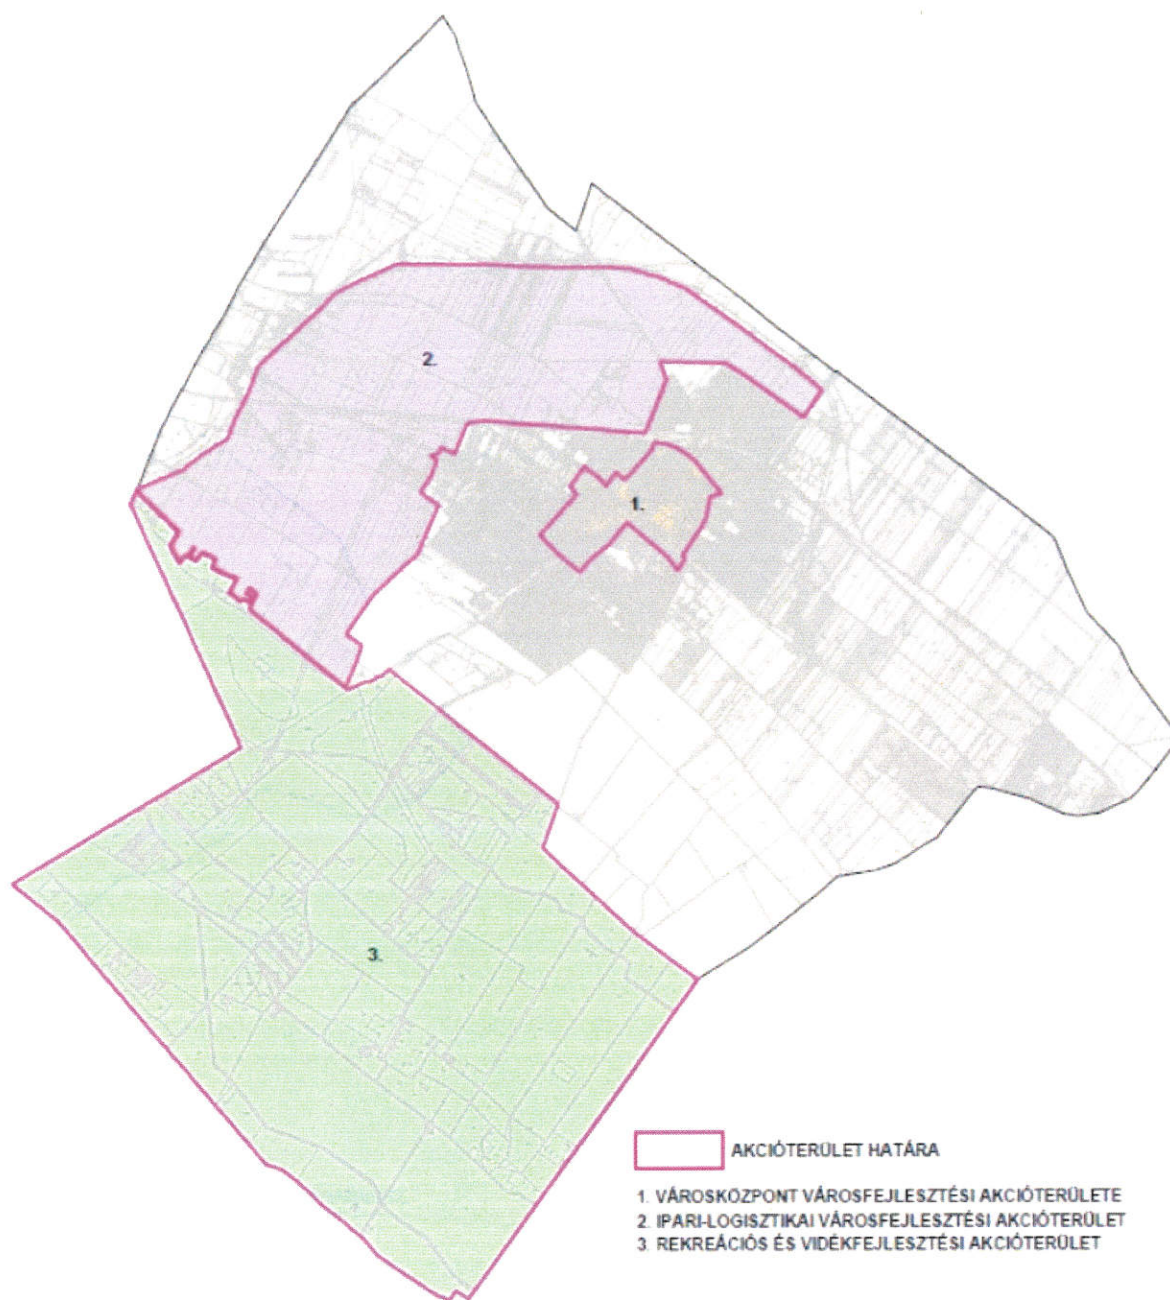 2.
1.
3.
AKCIÓTERÜLET HATÁRA
1. VÁROSKÖZPONT VÁROSFEJLESZTÉSI AKCIÓTERÜLETE
2. IPARI-LOGISZTIKAI VÁROSFEJLESZTÉSI AKCIÓTERÜLET
3. REKREÁCIÓS ÉS VIDÉKFEJLESZTÉSI AKCIÓTERÜLET